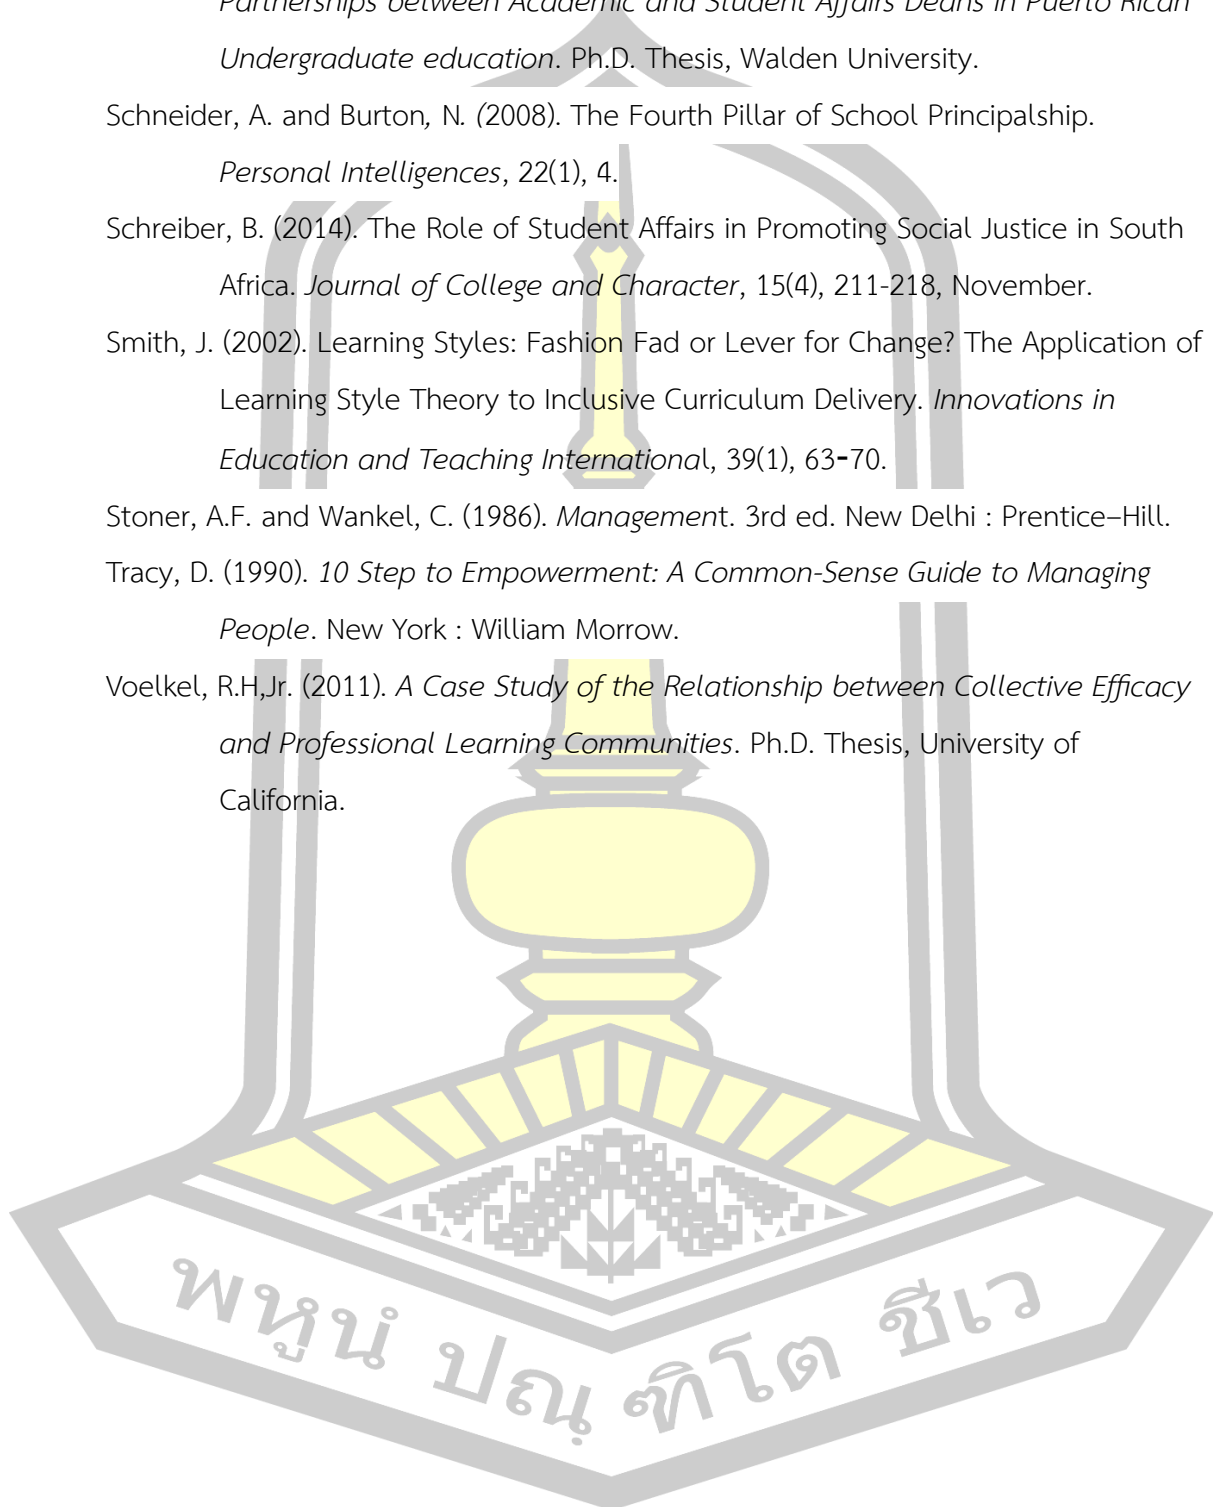 Partnerships between Academic and Student Affairs Deans in Puerto Rican
Undergraduate education. Ph.D. Thesis, Walden University.
Schneider, A. and Burton, N. (2008). The Fourth Pillar of School Principalship.
Personal Intelligences, 22(1), 4.
Schreiber, B. (2014). The Role of Student Affairs in Promoting Social Justice in South
Africa. Journal of College and Character, 15(4), 211-218, November.
Smith, J. (2002). Learning Styles: Fashion Fad or Lever for Change? The Application of
Learning Style Theory to Inclusive Curriculum Delivery. Innovations in
Education and Teaching International, 39(1), 63-70.
Stoner, A.F. and Wankel, C. (1986). Management. 3rd ed. New Delhi : Prentice–Hill.
Tracy, D. (1990). 10 Step to Empowerment: A Common-Sense Guide to Managing
People. New York : William Morrow.
Voelkel, R.H,Jr. (2011). A Case Study of the Relationship between Collective Efficacy
and Professional Learning Communities. Ph.D. Thesis, University of
California.
พหูนํ ปณฺฑิโต ชีเว